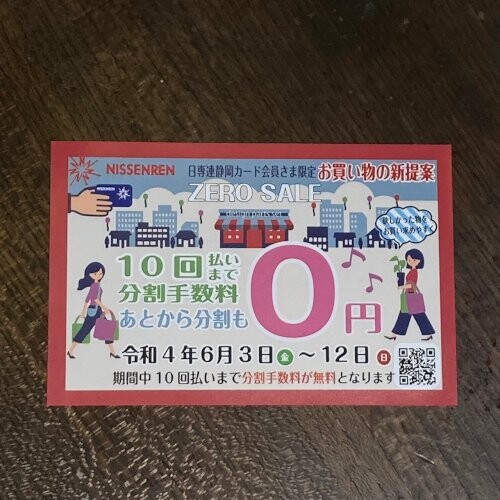 NISSENREN 日専連静岡カード会員さま限定 お買い物の新提案
NISSENREN
ZERO SALE
欲しかった物を
お買い求めやすく
10回払いまで
分割手数料
あとから分割も
0円
令和4年6月3日金～12日日
期間中10回払いまで分割手数料が無料となります